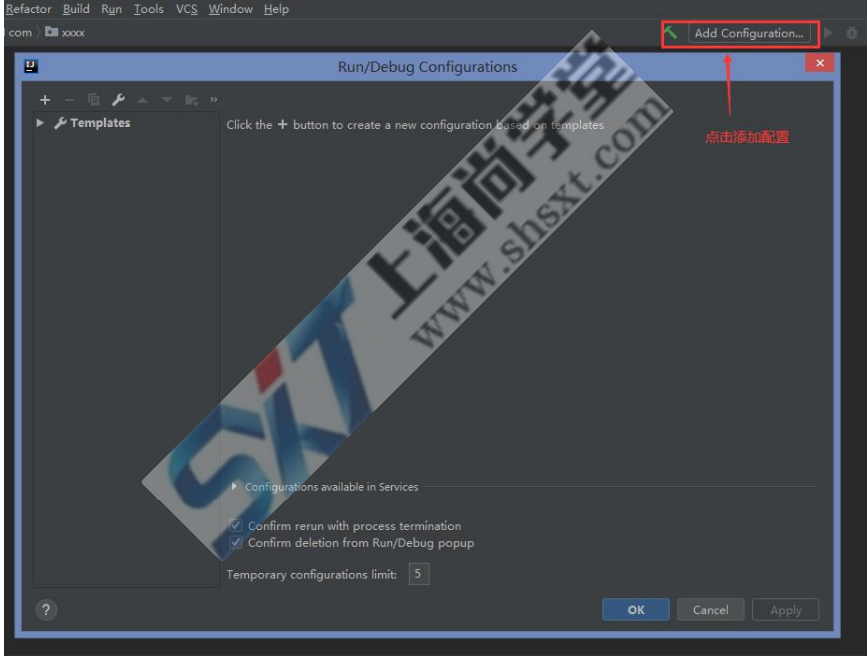 Refactor Build Run Tools VCS Window Help
com xxxx Add Configuration...
Run/Debug Configurations
Templates
Click the + button to create a new configuration based on templates
点击添加配置
上海尚学堂
www.shsxt.com
SXT
Configurations available in Services
Confirm rerun with process termination
Confirm deletion from Run/Debug popup
Temporary configurations limit: 5
? OK Cancel Apply